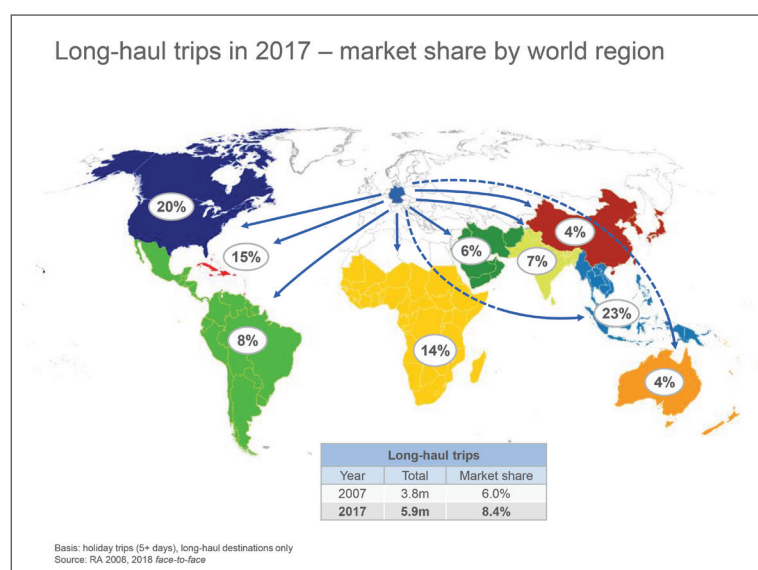 Long-haul trips in 2017 – market share by world region
20%
15%
8%
14%
6%
7%
4%
23%
4%
Long-haul trips
Year Total Market share
2007 3.8m 6.0%
2017 5.9m 8.4%
Basis: holiday trips (5+ days), long-haul destinations only
Source: RA 2008, 2018 face-to-face